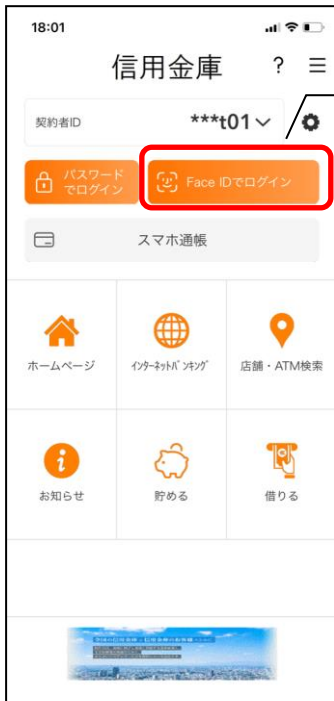 18:01
信用金庫 ?
契約者ID ***t01
パスワード
でログイン
Face IDでログイン
スマホ通帳
ホームページ
インターネットバンキング
店舗・ATM検索
お知らせ
貯める
借りる